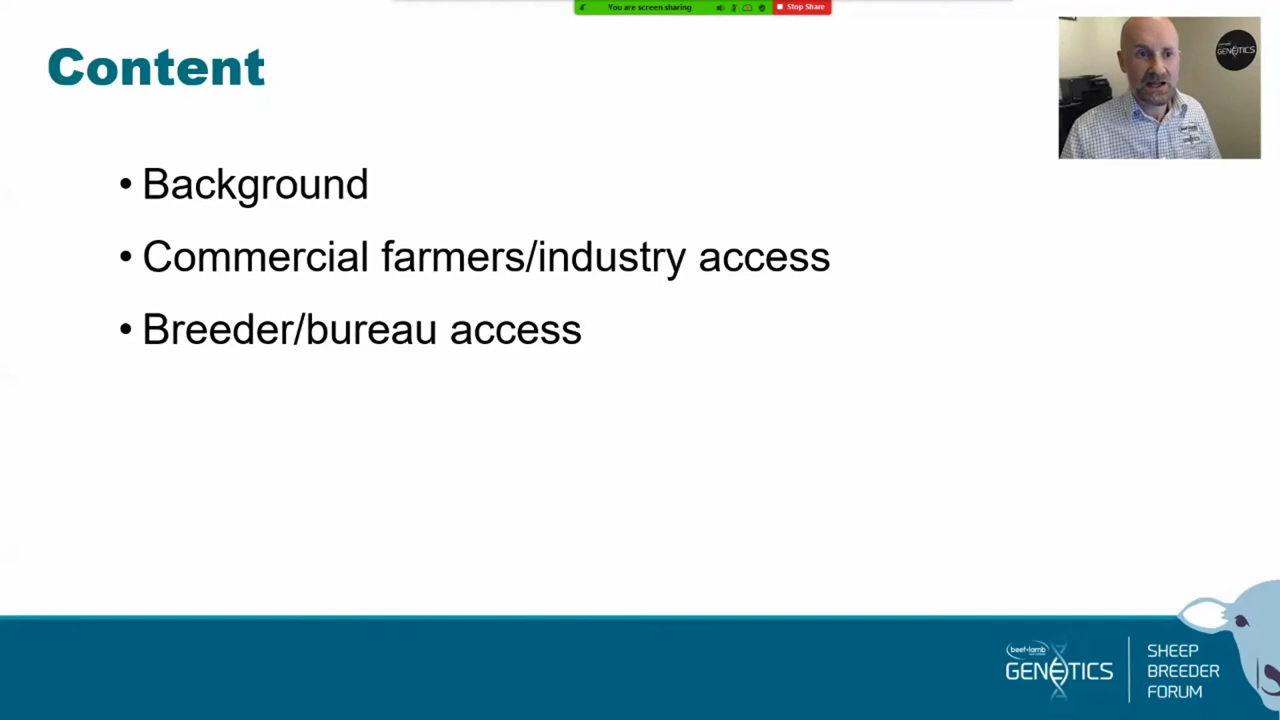 You are screen sharing
Stop Share
Content
GENETICS
• Background
• Commercial farmers/industry access
• Breeder/bureau access
beef+lamb
GENETICS
SHEEP
BREEDER
FORUM